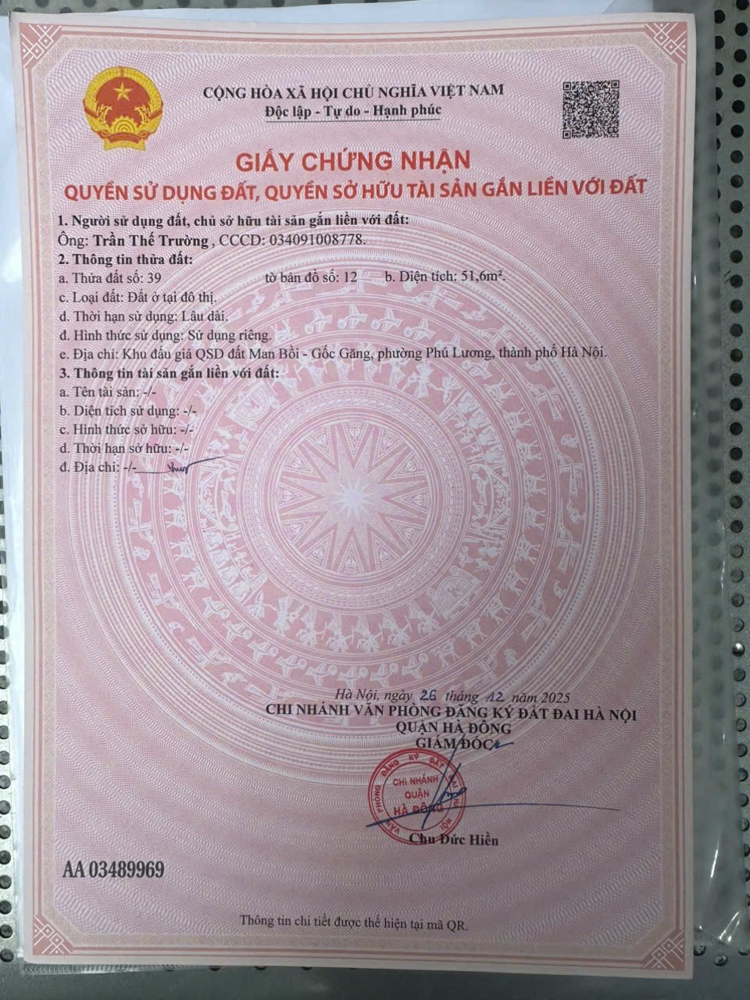 CỘNG HÒA XÃ HỘI CHỦ NGHĨA VIỆT NAM
Độc lập - Tự do - Hạnh phúc
GIẤY CHỨNG NHẬN
QUYỀN SỬ DỤNG ĐẤT, QUYỀN SỞ HỮU TÀI SẢN GẮN LIỀN VỚI ĐẤT
1. Người sử dụng đất, chủ sở hữu tài sản gắn liền với đất:
Ông: Trần Thế Trường , CCCD: 034091008778.
2. Thông tin thửa đất:
a. Thửa đất số: 39 tờ bản đồ số: 12 b. Diện tích: 51,6m².
c. Loại đất: Đất ở tại đô thị.
d. Thời hạn sử dụng: Lâu dài.
đ. Hình thức sử dụng: Sử dụng riêng.
e. Địa chỉ: Khu đấu giá QSD đất Man Bồi - Gốc Găng, phường Phú Lương, thành phố Hà Nội.
3. Thông tin tài sản gắn liền với đất:
a. Tên tài sản: -/-
b. Diện tích sử dụng: -/-
c. Hình thức sở hữu: -/-
d. Thời hạn sở hữu: -/-
đ. Địa chỉ: -/-
Hà Nội, ngày 26 tháng 12 năm 2025
CHI NHÁNH VĂN PHÒNG ĐĂNG KÝ ĐẤT ĐAI HÀ NỘI
QUẬN HÀ ĐÔNG
GIÁM ĐỐC
VĂN PHÒNG ĐĂNG KÝ ĐẤT ĐAI HÀ NỘI
CHI NHÁNH
QUẬN
HÀ ĐÔNG
Chu Đức Hiền
AA 03489969
Thông tin chi tiết được thể hiện tại mã QR.